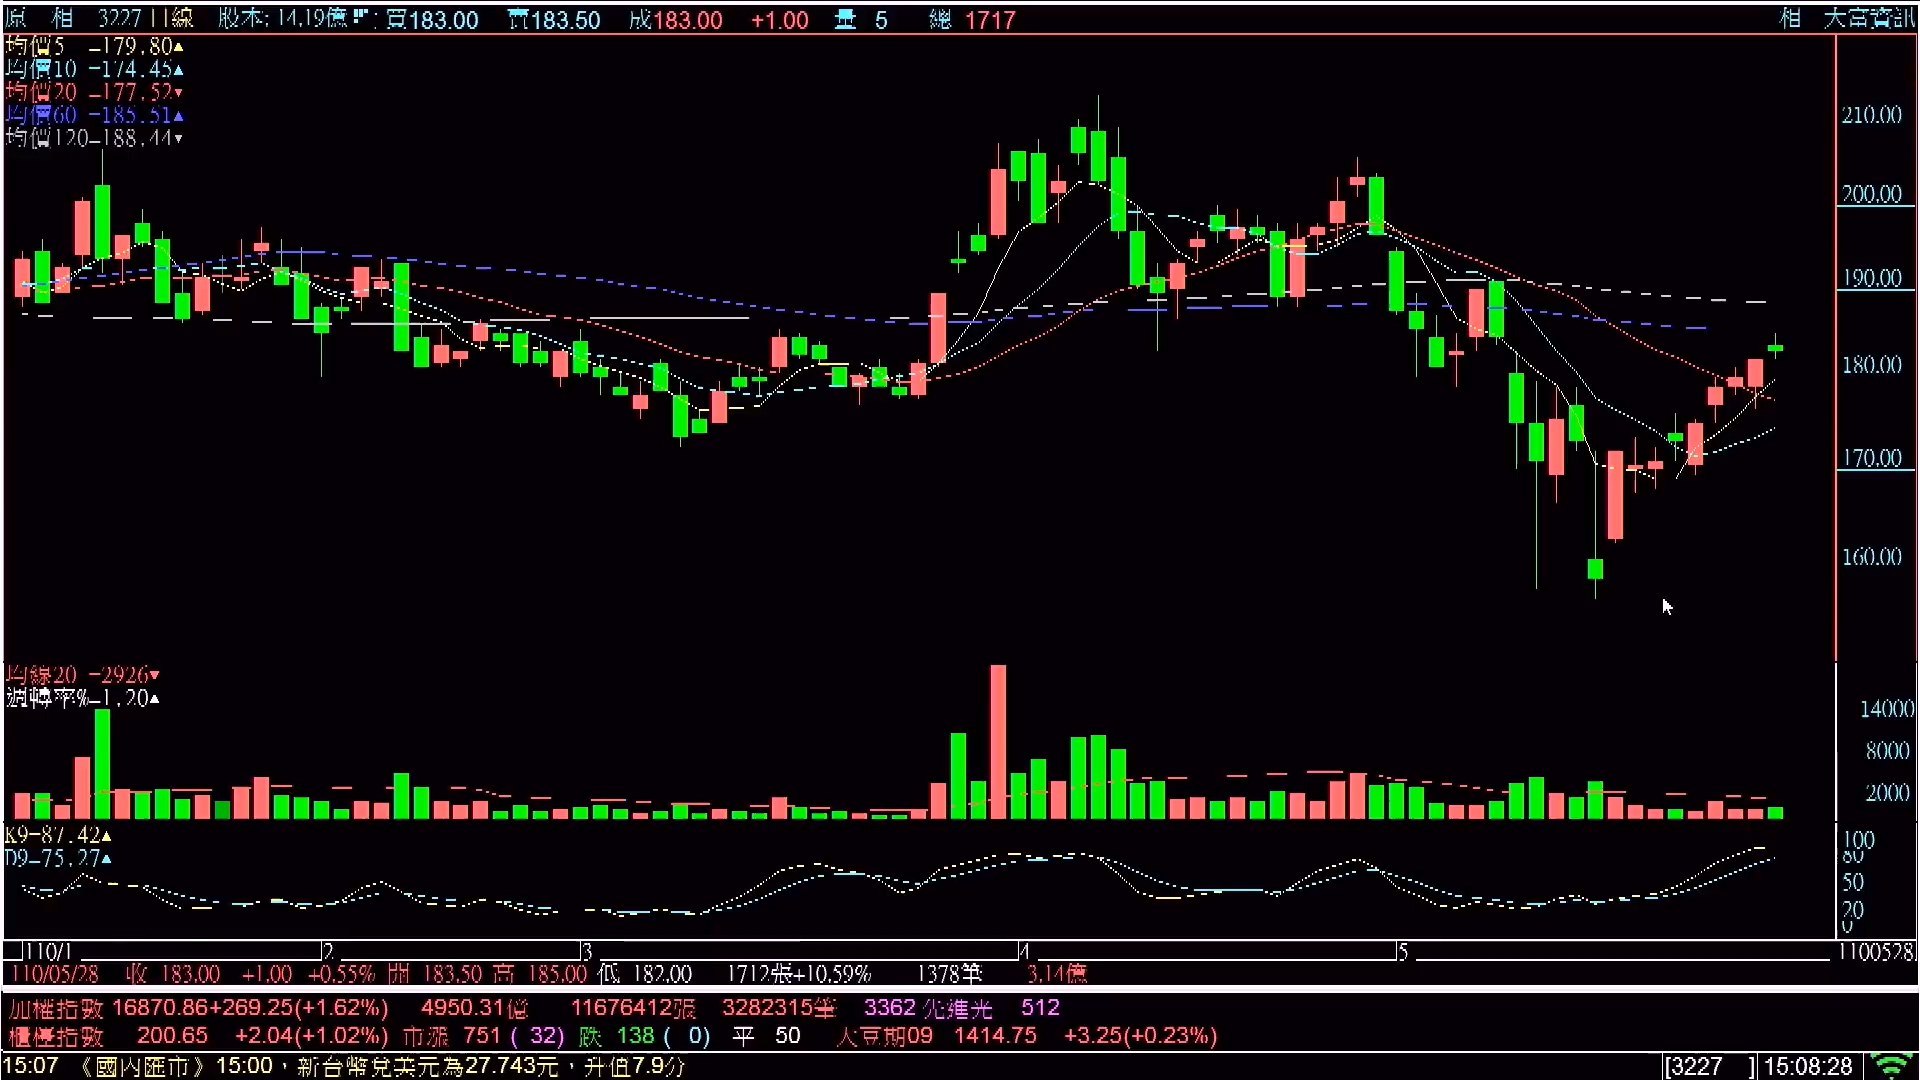 原 相 3227 日線 股本: 14.19億 買183.00 賣183.50 成183.00 +1.00 量 5 總 1717 相 大富資訊
均價5 =179.80▲
均價10 =174.45▲
均價20 =177.52▼
均價60 =185.51▲
均價120=188.44▼
210.00
200.00
190.00
180.00
170.00
160.00
均線20 =2926▼
週轉率%=1.20▲
14000
8000
2000
K9=87.42▲
D9=75.27▲
100
80
50
20
0
110/1 2 3 4 5 1100528
110/05/28 收 183.00 +1.00 +0.55% 開 183.50 高 185.00 低 182.00 1712張+10.59% 1378筆 3.14億
加權指數 16870.86+269.25(+1.62%) 4950.31億 11676412張 3282315筆 3362 先進光 512
櫃檯指數 200.65 +2.04(+1.02%) 市漲 751 ( 32) 跌 138 ( 0) 平 50 大豆期09 1414.75 +3.25(+0.23%)
15:07 《國內匯市》15:00，新台幣兌美元為27.743元，升值7.9分 [3227 ] 15:08:28